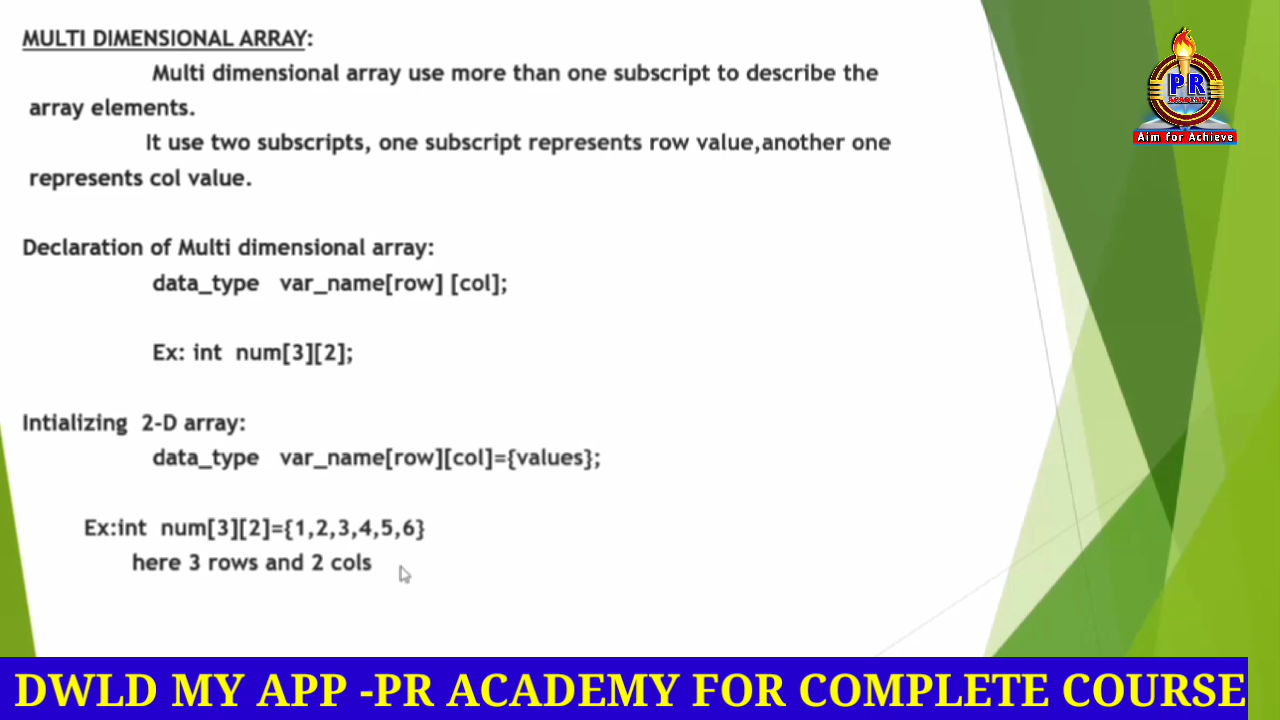 MULTI DIMENSIONAL ARRAY:
Multi dimensional array use more than one subscript to describe the
array elements.
It use two subscripts, one subscript represents row value,another one
represents col value.
Declaration of Multi dimensional array:
data_type var_name[row] [col];
Ex: int num[3][2];
Intializing 2-D array:
data_type var_name[row][col]={values};
Ex:int num[3][2]={1,2,3,4,5,6}
here 3 rows and 2 cols
PR
ACADEMY
Aim for Achieve
DWLD MY APP -PR ACADEMY FOR COMPLETE COURSE